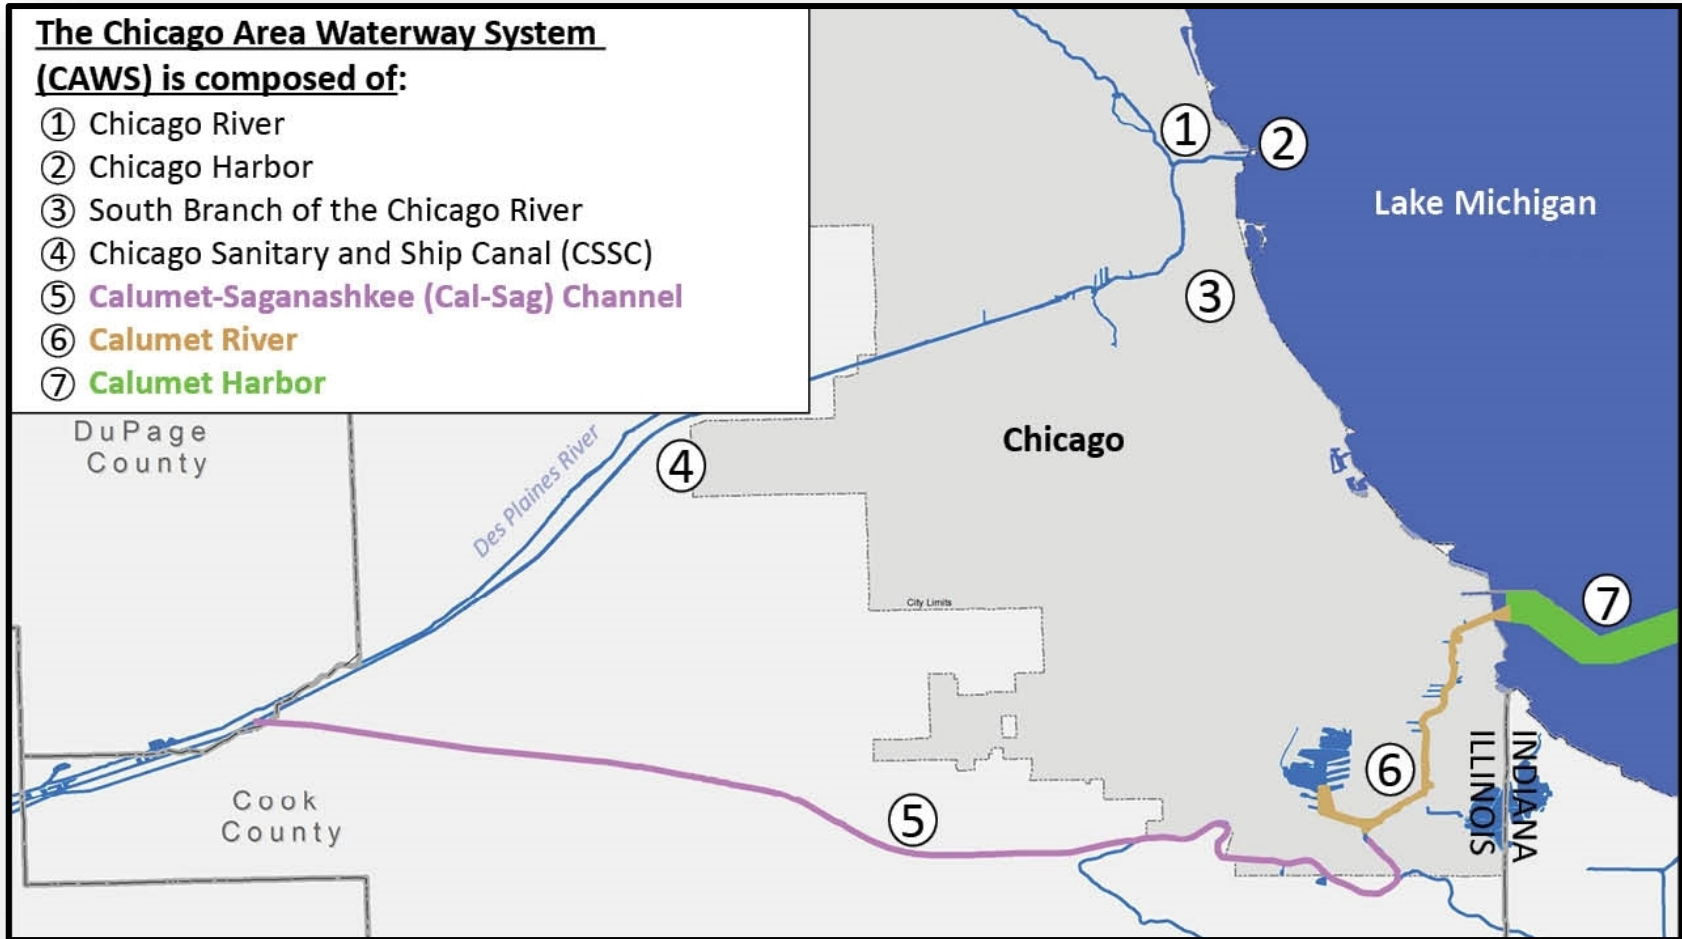 The Chicago Area Waterway System
(CAWS) is composed of:
① Chicago River
② Chicago Harbor
③ South Branch of the Chicago River
④ Chicago Sanitary and Ship Canal (CSSC)
⑤ Calumet-Saganashkee (Cal-Sag) Channel
⑥ Calumet River
⑦ Calumet Harbor
1
2
Lake Michigan
3
DuPage
County
Des Plaines River
4
Chicago
City Limits
7
6
ILLINOIS
INDIANA
Cook
County
5